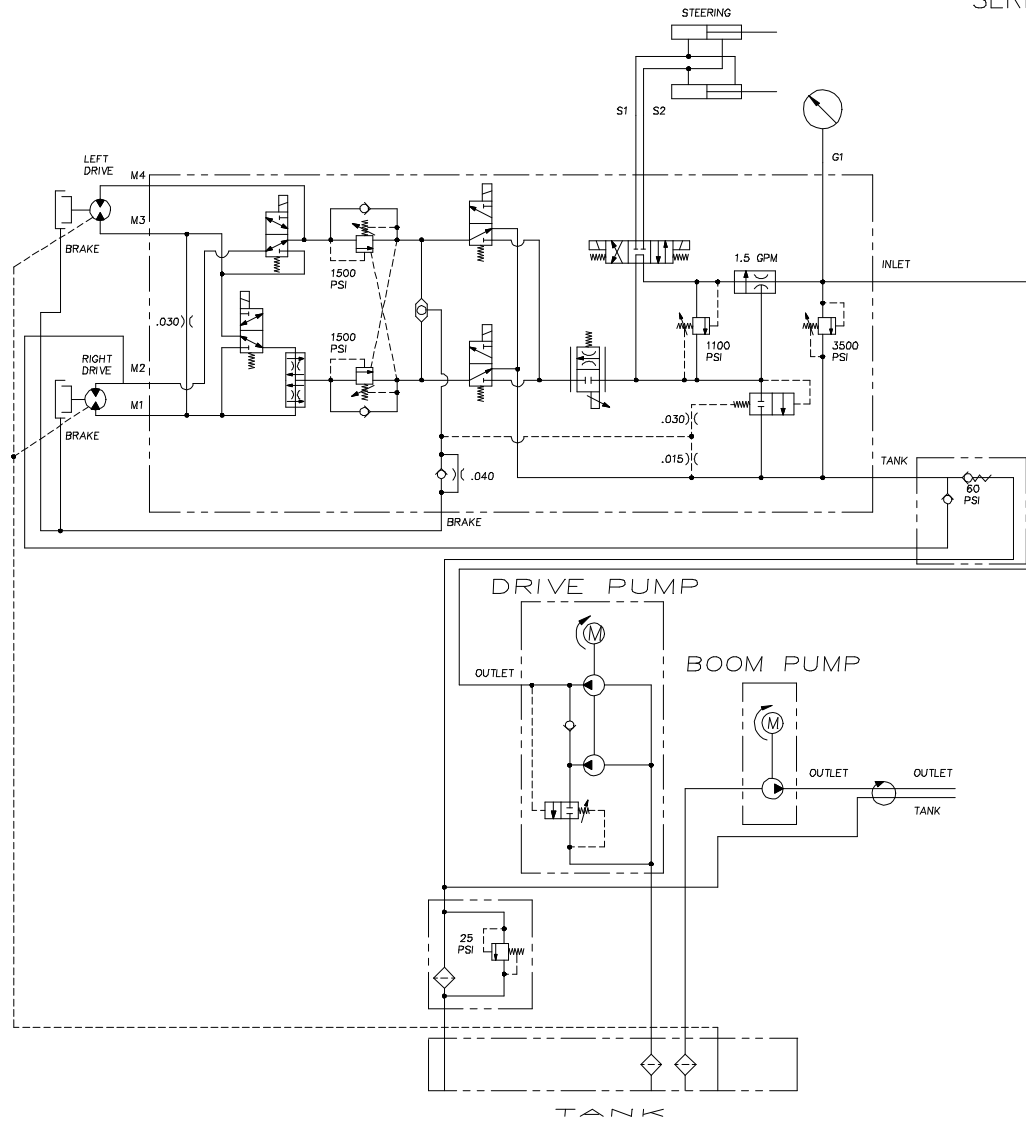 SERI
STEERING
S1
S2
G1
LEFT
DRIVE
M4
M3
BRAKE
1500
PSI
1.5 GPM
INLET
.030
1100
PSI
3500
PSI
1500
PSI
RIGHT
DRIVE
M2
M1
BRAKE
.030
.015
TANK
.040
60
PSI
BRAKE
DRIVE PUMP
M
OUTLET
BOOM PUMP
M
OUTLET
OUTLET
TANK
25
PSI
TANK